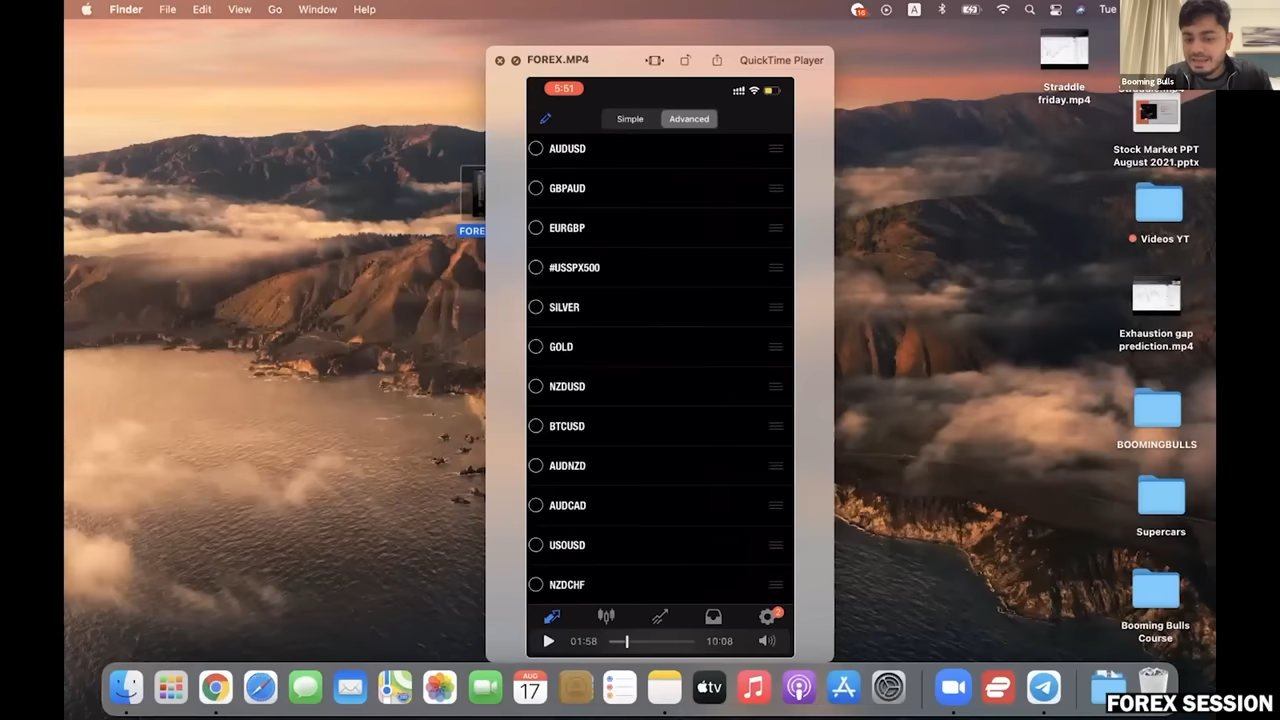 Finder File Edit View Go Window Help
16
A
Tue
FOREX.MP4
QuickTime Player
5:51
Simple
Advanced
AUDUSD
GBPAUD
EURGBP
#USSPX500
SILVER
GOLD
NZDUSD
BTCUSD
AUDNZD
AUDCAD
USOUSD
NZDCHF
2
01:58
10:08
FORE
Straddle
friday.mp4
Booming Bulls
Stock Market PPT
August 2021.pptx
Videos YT
Exhaustion gap
prediction.mp4
BOOMINGBULLS
Supercars
Booming Bulls
Course
AUG
17
tv
FOREX SESSION